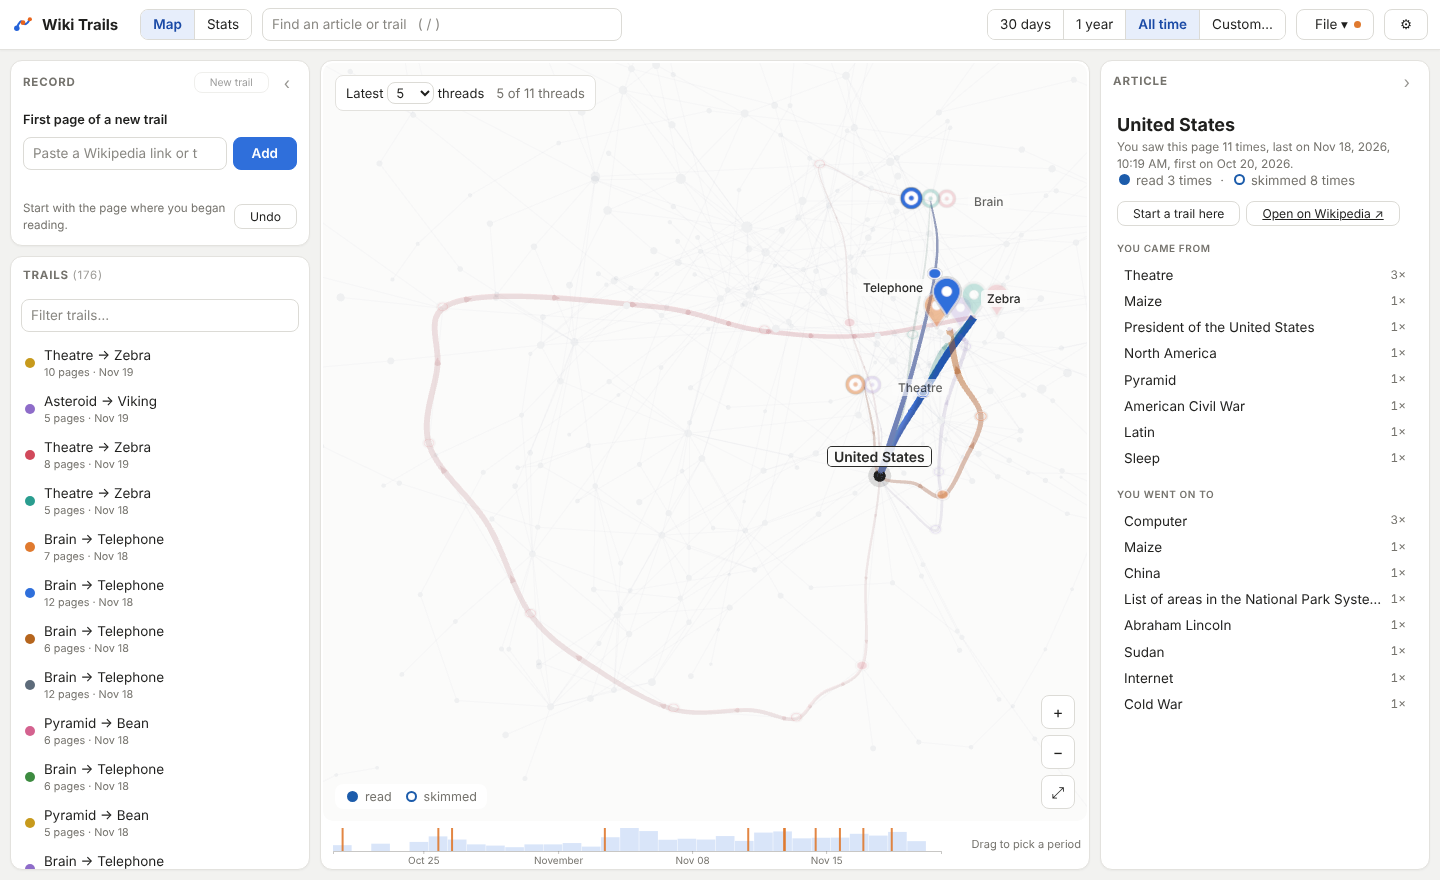 Wiki Trails
Map
Stats
Find an article or trail ( / )
30 days
1 year
All time
Custom...
File ▾
RECORD
New trail
First page of a new trail
Paste a Wikipedia link or t
Add
Start with the page where you began
reading.
Undo
TRAILS (176)
Filter trails...
Theatre → Zebra
10 pages · Nov 19
Asteroid → Viking
5 pages · Nov 19
Theatre → Zebra
8 pages · Nov 19
Theatre → Zebra
5 pages · Nov 18
Brain → Telephone
7 pages · Nov 18
Brain → Telephone
12 pages · Nov 18
Brain → Telephone
6 pages · Nov 18
Brain → Telephone
12 pages · Nov 18
Pyramid → Bean
6 pages · Nov 18
Brain → Telephone
6 pages · Nov 18
Pyramid → Bean
5 pages · Nov 18
Brain → Telephone
Latest 5 threads 5 of 11 threads
Brain
Telephone
Zebra
Theatre
United States
+
−
read
skimmed
Oct 25
November
Nov 08
Nov 15
Drag to pick a period
ARTICLE
United States
You saw this page 11 times, last on Nov 18, 2026,
10:19 AM, first on Oct 20, 2026.
read 3 times · skimmed 8 times
Start a trail here
Open on Wikipedia ↗
YOU CAME FROM
Theatre 3×
Maize 1×
President of the United States 1×
North America 1×
Pyramid 1×
American Civil War 1×
Latin 1×
Sleep 1×
YOU WENT ON TO
Computer 3×
Maize 1×
China 1×
List of areas in the National Park Syste... 1×
Abraham Lincoln 1×
Sudan 1×
Internet 1×
Cold War 1×